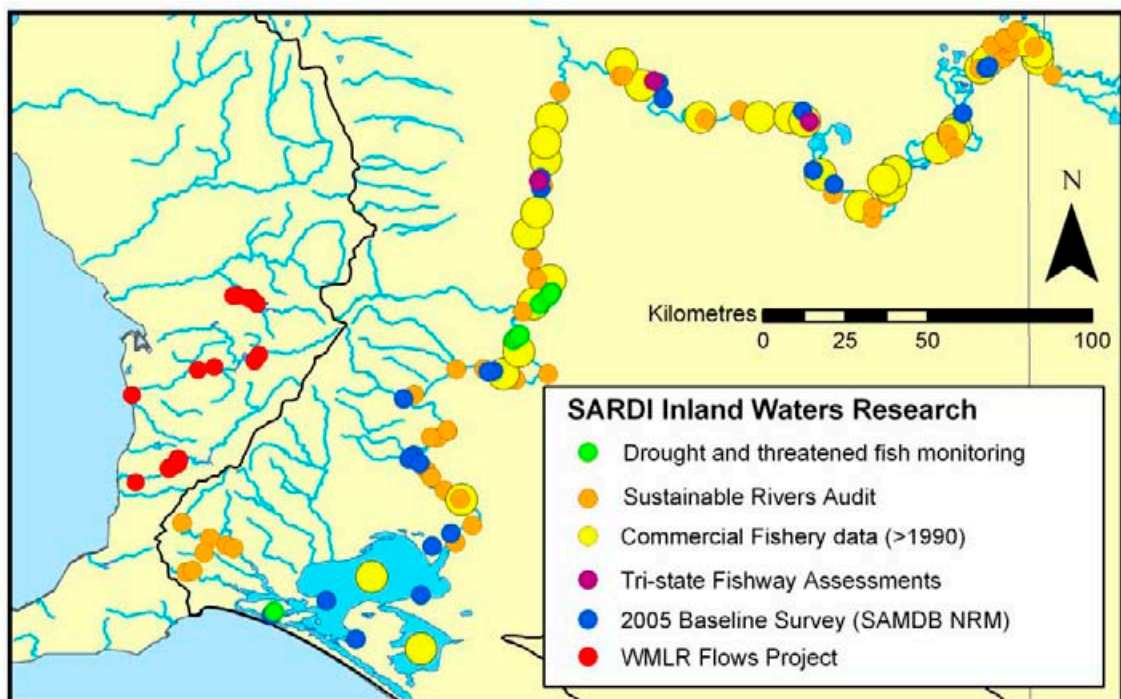 N
Kilometres
0 25 50 100
SARDI Inland Waters Research
Drought and threatened fish monitoring
Sustainable Rivers Audit
Commercial Fishery data (>1990)
Tri-state Fishway Assessments
2005 Baseline Survey (SAMDB NRM)
WMLR Flows Project